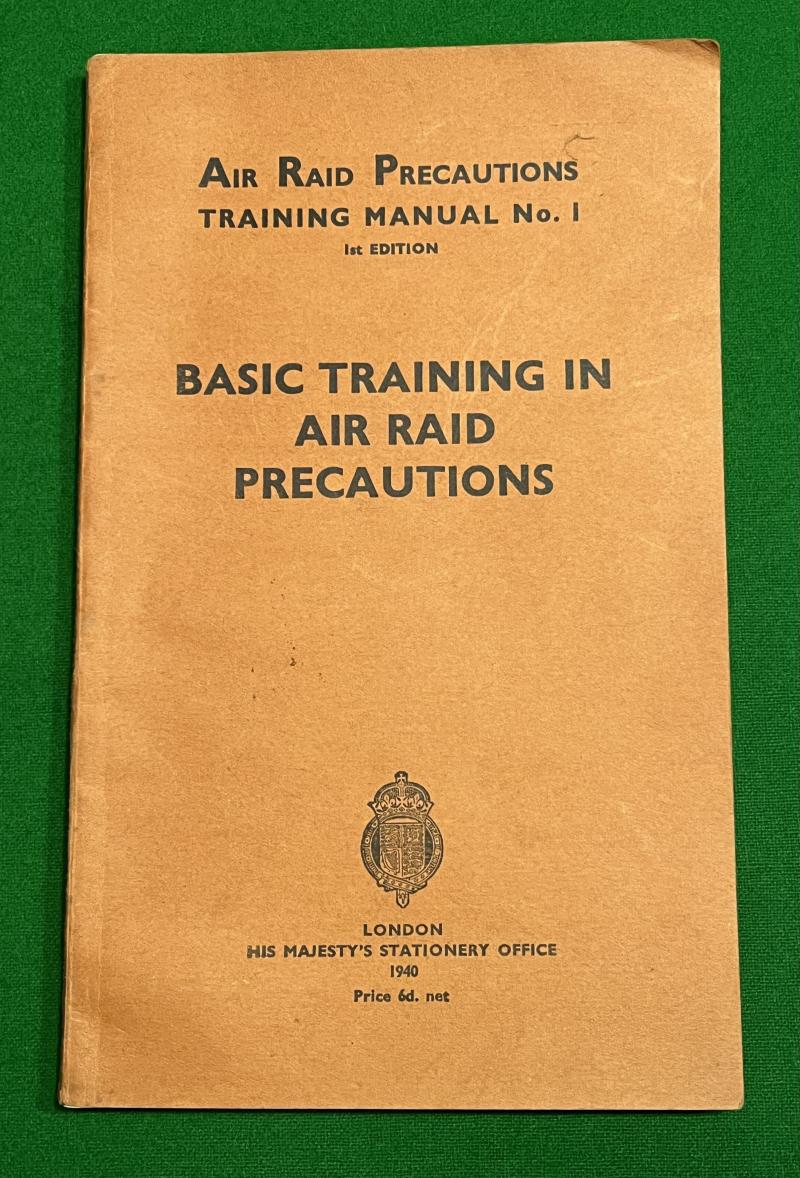 AIR RAID PRECAUTIONS
TRAINING MANUAL No. 1
1st EDITION
BASIC TRAINING IN
AIR RAID
PRECAUTIONS
LONDON
HIS MAJESTY'S STATIONERY OFFICE
1940
Price 6d. net